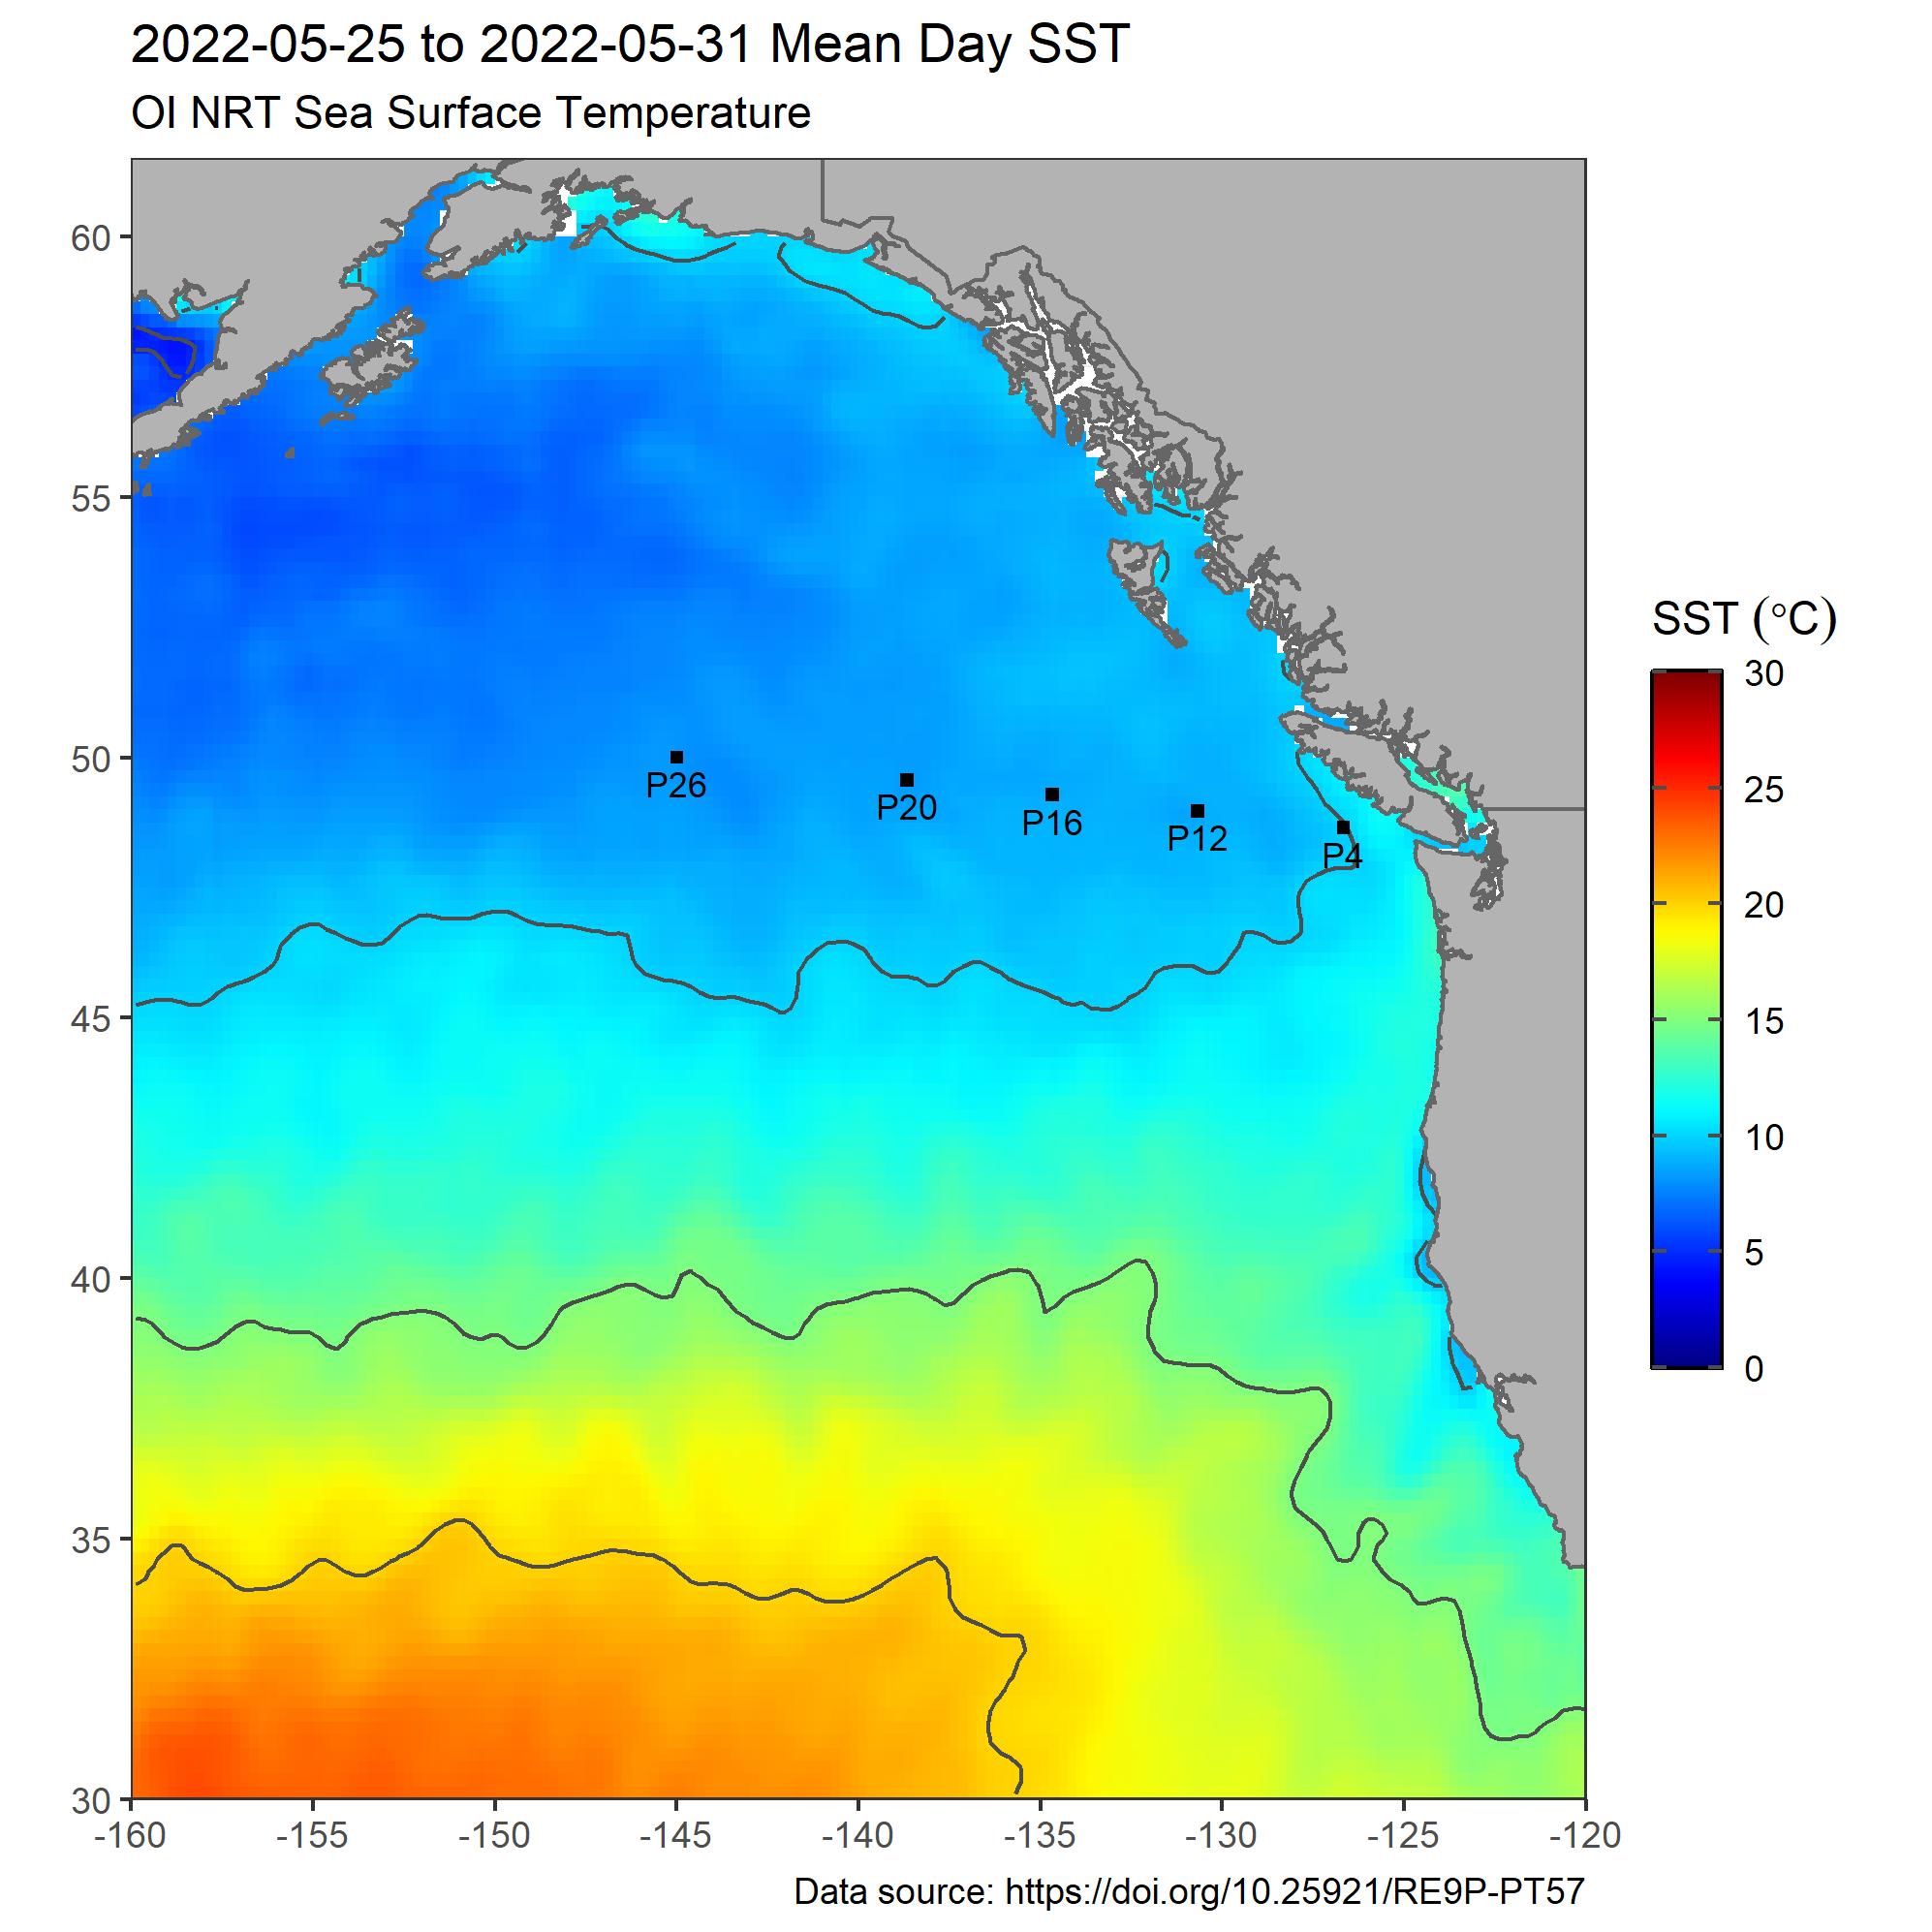 2022-05-25 to 2022-05-31 Mean Day SST
OI NRT Sea Surface Temperature
60
55
50
45
40
35
30
P26
P20
P16
P12
P4
-160 -155 -150 -145 -140 -135 -130 -125 -120
SST (°C)
30
25
20
15
10
5
0
Data source: https://doi.org/10.25921/RE9P-PT57